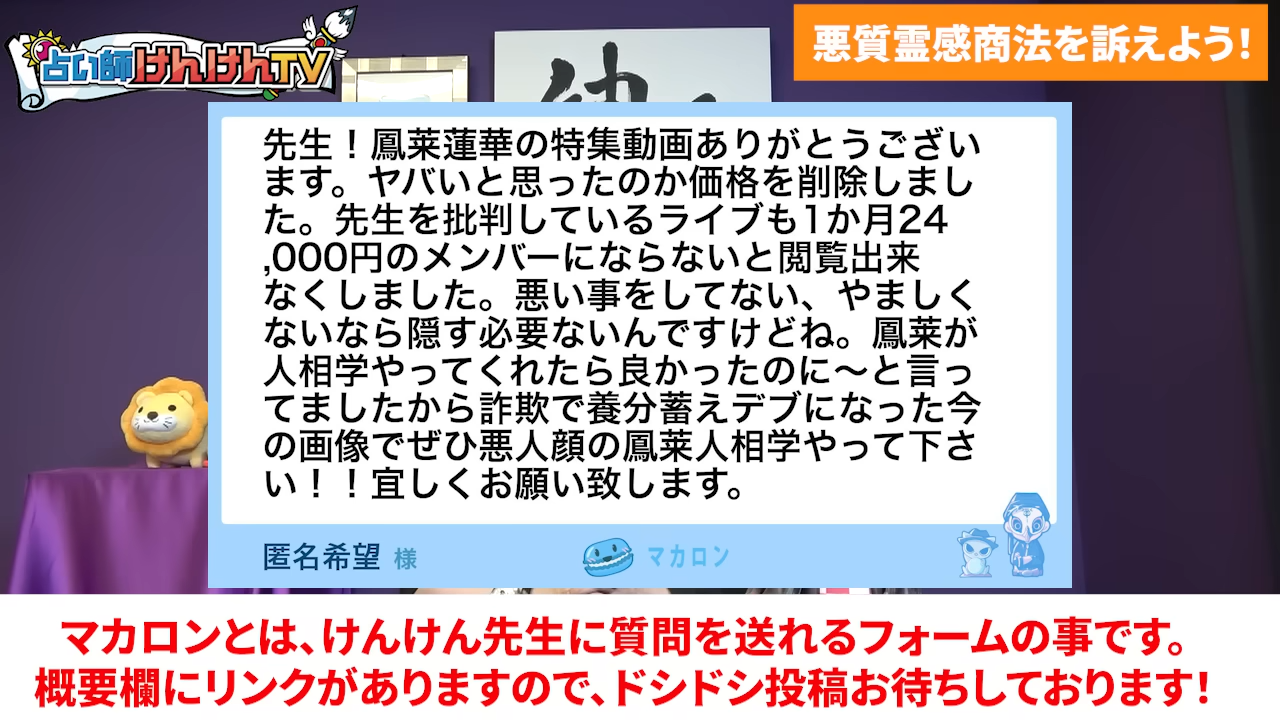 占い師けんけんTV
悪質霊感商法を訴えよう!
先生！鳳莱蓮華の特集動画ありがとうござい
ます。ヤバいと思ったのか価格を削除しまし
た。先生を批判しているライブも1か月24
,000円のメンバーにならないと閲覧出来
なくしました。悪い事をしてない、やましく
ないなら隠す必要ないんですけどね。鳳莱が
人相学やってくれたら良かったのに〜と言っ
てましたから詐欺で養分蓄えデブになった今
の画像でぜひ悪人顔の鳳莱人相学やって下さ
い！！宜しくお願い致します。
匿名希望 様
マカロン
マカロンとは、けんけん先生に質問を送れるフォームの事です。
概要欄にリンクがありますので、ドシドシ投稿お待ちしております!